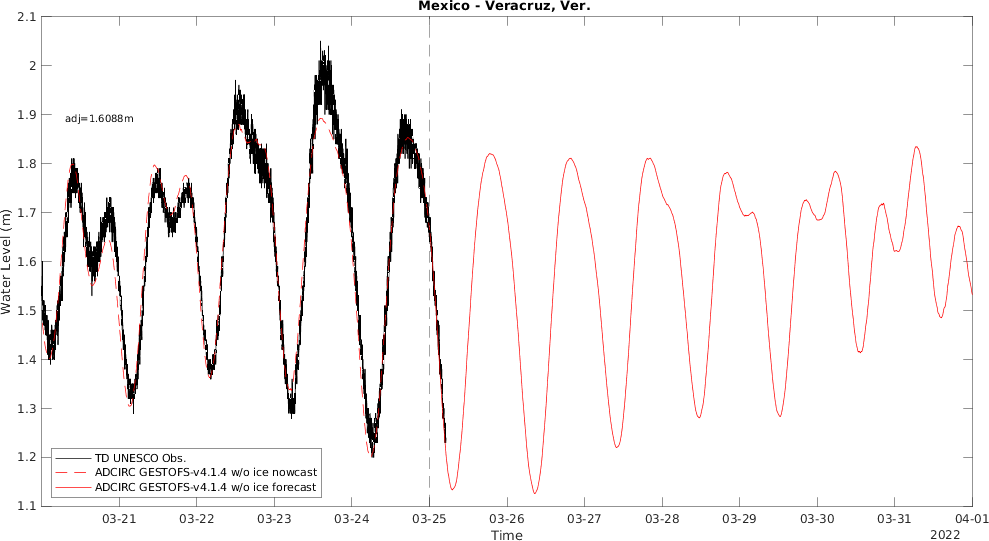 Mexico - Veracruz, Ver.
2.1
2
1.9
1.8
1.7
1.6
1.5
1.4
1.3
1.2
1.1
Water Level (m)
adj=1.6088m
TD UNESCO Obs.
ADCIRC GESTOFS-v4.1.4 w/o ice nowcast
ADCIRC GESTOFS-v4.1.4 w/o ice forecast
03-21 03-22 03-23 03-24 03-25 03-26 03-27 03-28 03-29 03-30 03-31 04-01
Time
2022